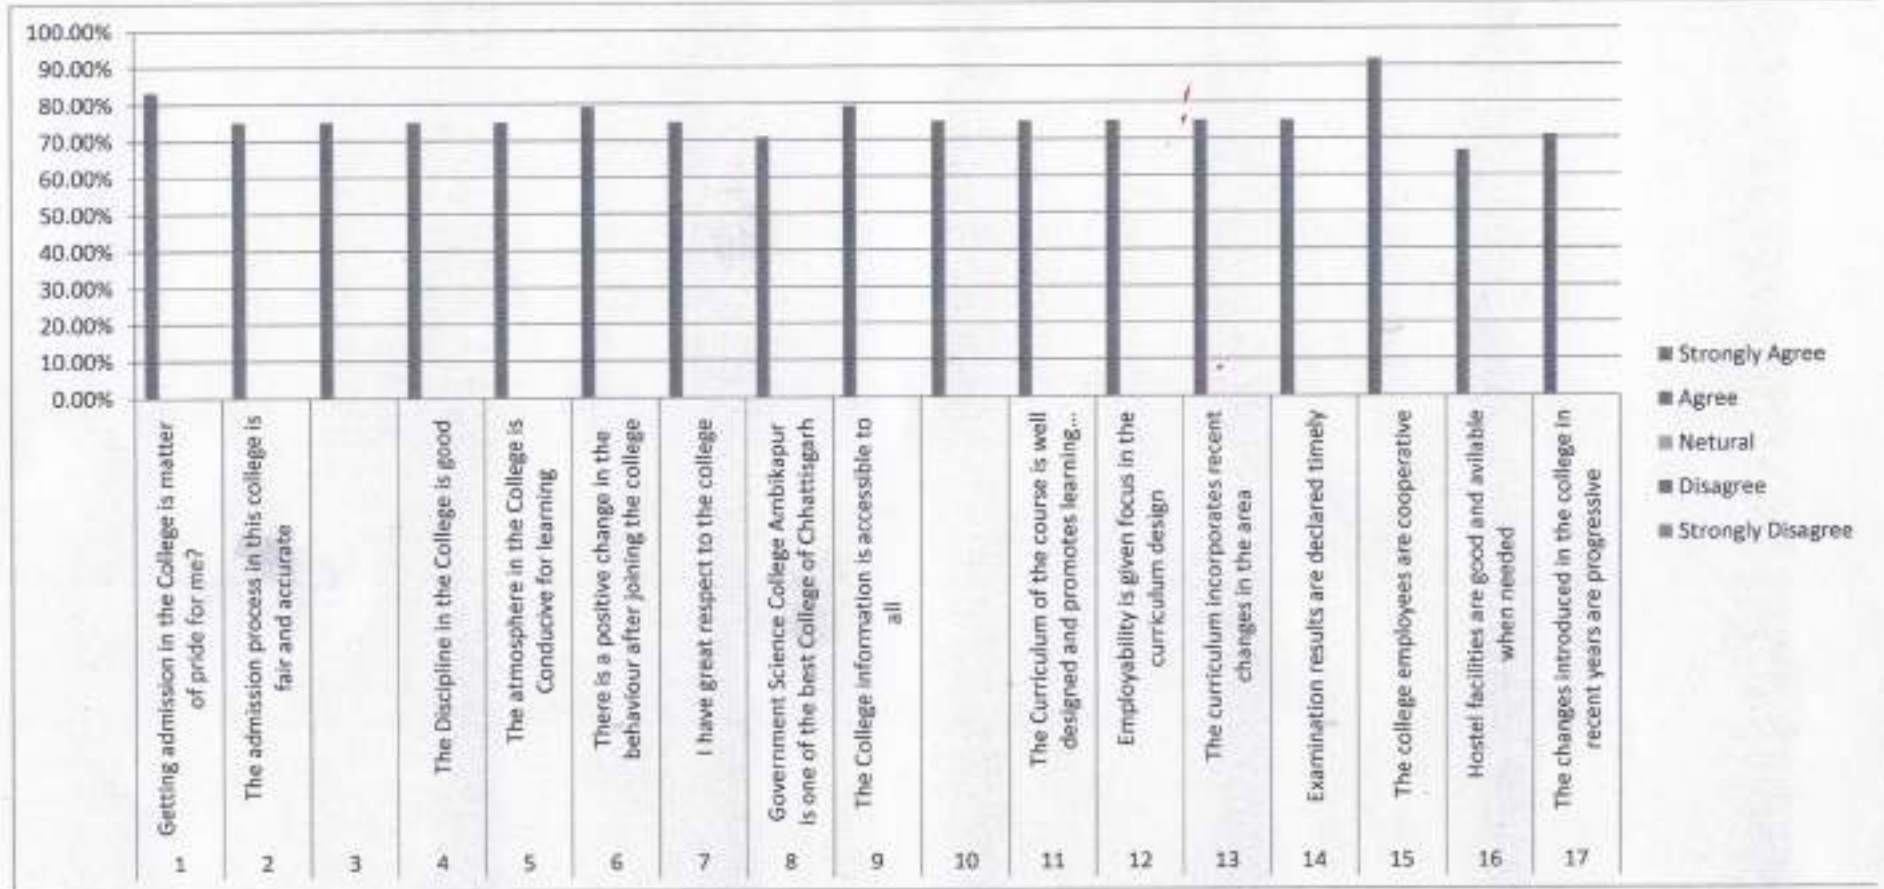 100.00%
90.00%
80.00%
70.00%
60.00%
50.00%
40.00%
30.00%
20.00%
10.00%
0.00%
Getting admission in the College is matter
of pride for me?
The admission process in this college is
fair and accurate
The Discipline in the College is good
The atmosphere in the College is
Conducive for learning
There is a positive change in the
behaviour after joining the college
I have great respect to the college
Government Science College Ambikapur
is one of the best College of Chhattisgarh
The College information is accessible to
all
The Curriculum of the course is well
designed and promotes learning...
Employability is given focus in the
curriculum design
The curriculum incorporates recent
changes in the area
Examination results are declared timely
The college employees are cooperative
Hostel facilities are good and avilable
when needed
The changes introduced in the college in
recent years are progressive
1 2 3 4 5 6 7 8 9 10 11 12 13 14 15 16 17
Strongly Agree
Agree
Netural
Disagree
Strongly Disagree